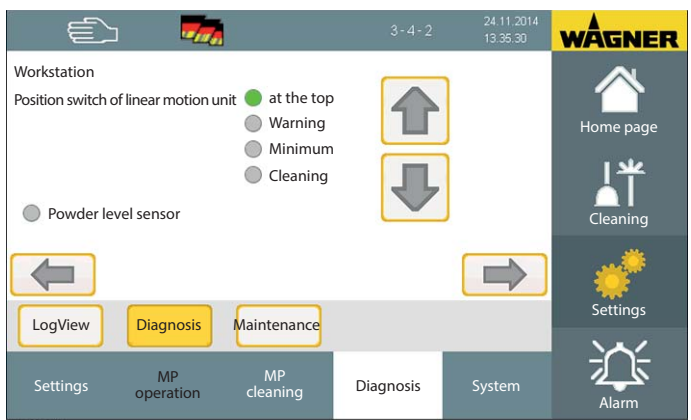 3-4-2
24.11.2014
13.35.30
WAGNER
Workstation
Position switch of linear motion unit at the top
Warning
Minimum
Cleaning
Powder level sensor
Home page
Cleaning
Settings
Alarm
LogView Diagnosis Maintenance
Settings MP operation MP cleaning Diagnosis System